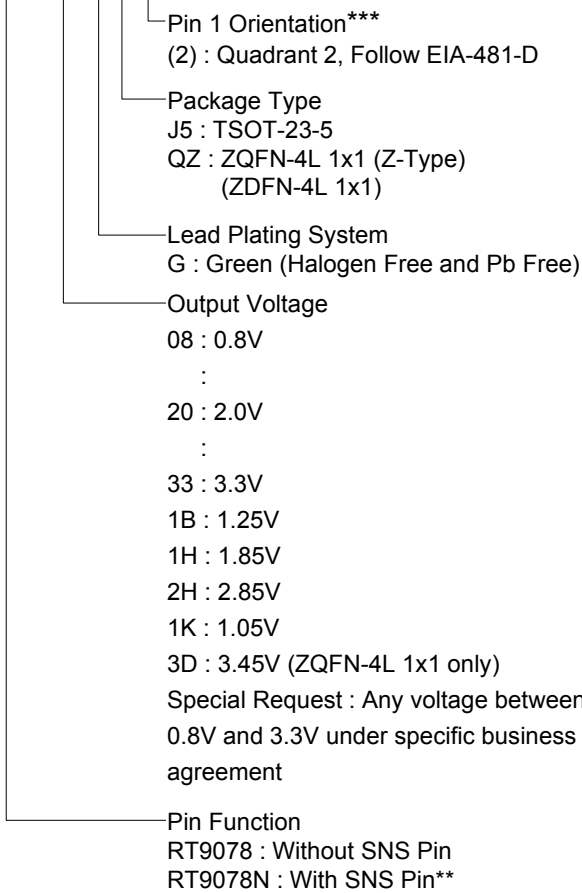 Pin 1 Orientation***
(2) : Quadrant 2, Follow EIA-481-D
Package Type
J5 : TSOT-23-5
QZ : ZQFN-4L 1x1 (Z-Type)
(ZDFN-4L 1x1)
Lead Plating System
G : Green (Halogen Free and Pb Free)
Output Voltage
08 : 0.8V
:
20 : 2.0V
:
33 : 3.3V
1B : 1.25V
1H : 1.85V
2H : 2.85V
1K : 1.05V
3D : 3.45V (ZQFN-4L 1x1 only)
Special Request : Any voltage between
0.8V and 3.3V under specific business
agreement
Pin Function
RT9078 : Without SNS Pin
RT9078N : With SNS Pin**